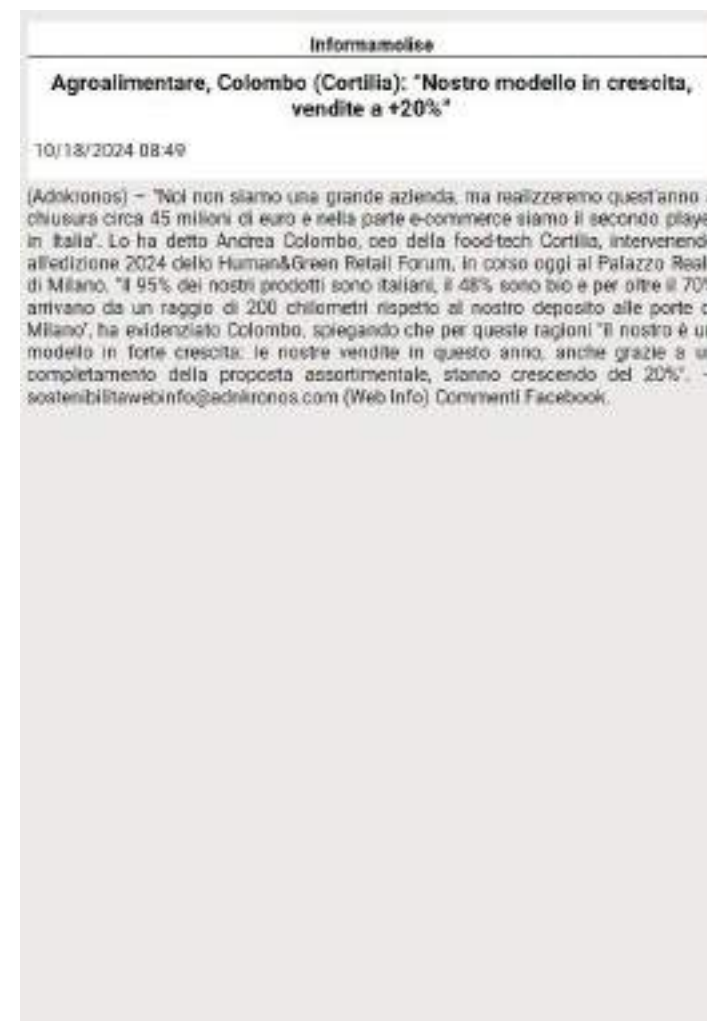 Informamolise
Agroalimentare, Colombo (Cortilia): "Nostro modello in crescita,
vendite a +20%"
10/18/2024 08:49
(Adnkronos) – "Noi non siamo una grande azienda, ma realizzeremo quest'anno a
chiusura circa 45 milioni di euro e nella parte e-commerce siamo il secondo playe
in Italia". Lo ha detto Andrea Colombo, ceo della food-tech Cortilia, intervenend
all'edizione 2024 dello Human&Green Retail Forum, in corso oggi al Palazzo Real
di Milano. "Il 95% dei nostri prodotti sono italiani, il 48% sono bio e per oltre il 70%
arrivano da un raggio di 200 chilometri rispetto al nostro deposito alle porte d
Milano", ha evidenziato Colombo, spiegando che per queste ragioni "il nostro è un
modello in forte crescita: le nostre vendite in questo anno, anche grazie a un
completamento della proposta assortimentale, stanno crescendo del 20%". -
sostenibilitawebinfo@adnkronos.com (Web Info) Commenti Facebook.